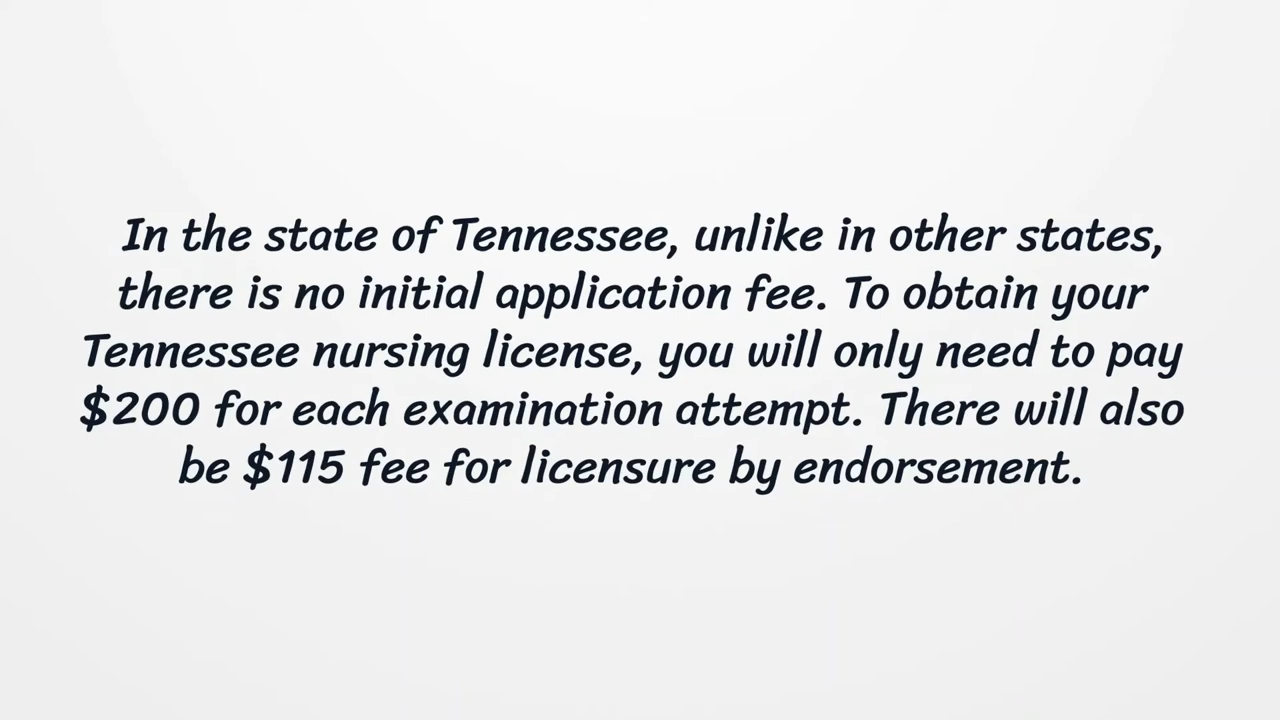 In the state of Tennessee, unlike in other states,
there is no initial application fee. To obtain your
Tennessee nursing license, you will only need to pay
$200 for each examination attempt. There will also
be $115 fee for licensure by endorsement.